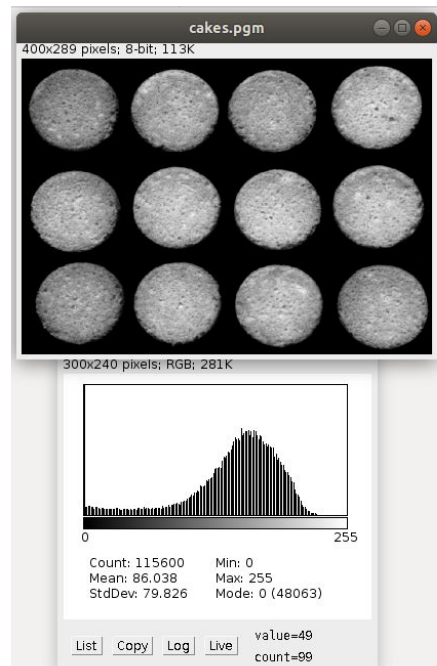 cakes.pgm
400x289 pixels; 8-bit; 113K
300x240 pixels; RGB; 281K
0 255
Count: 115600 Min: 0
Mean: 86.038 Max: 255
StdDev: 79.826 Mode: 0 (48063)
List Copy Log Live value=49
count=99